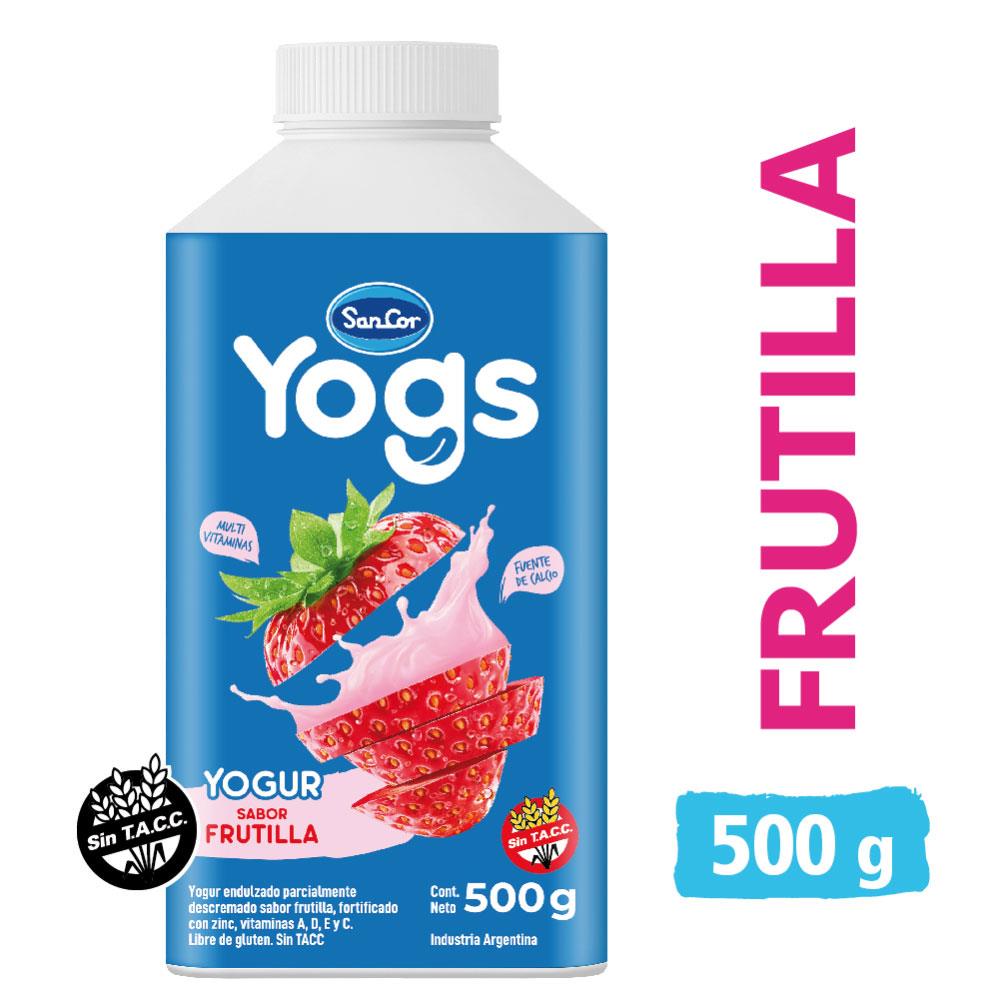 SanCor
Yogs
MULTI
VITAMINAS
FUENTE
DE CALCIO
YOGUR
SABOR
FRUTILLA
Sin T.A.C.C.
Sin T.A.C.C.
Yogur endulzado parcialmente
descremado sabor frutilla, fortificado
con zinc, vitaminas A, D, E y C.
Libre de gluten. Sin TACC
Cont.
Neto 500g
Industria Argentina
FRUTILLA
500 g